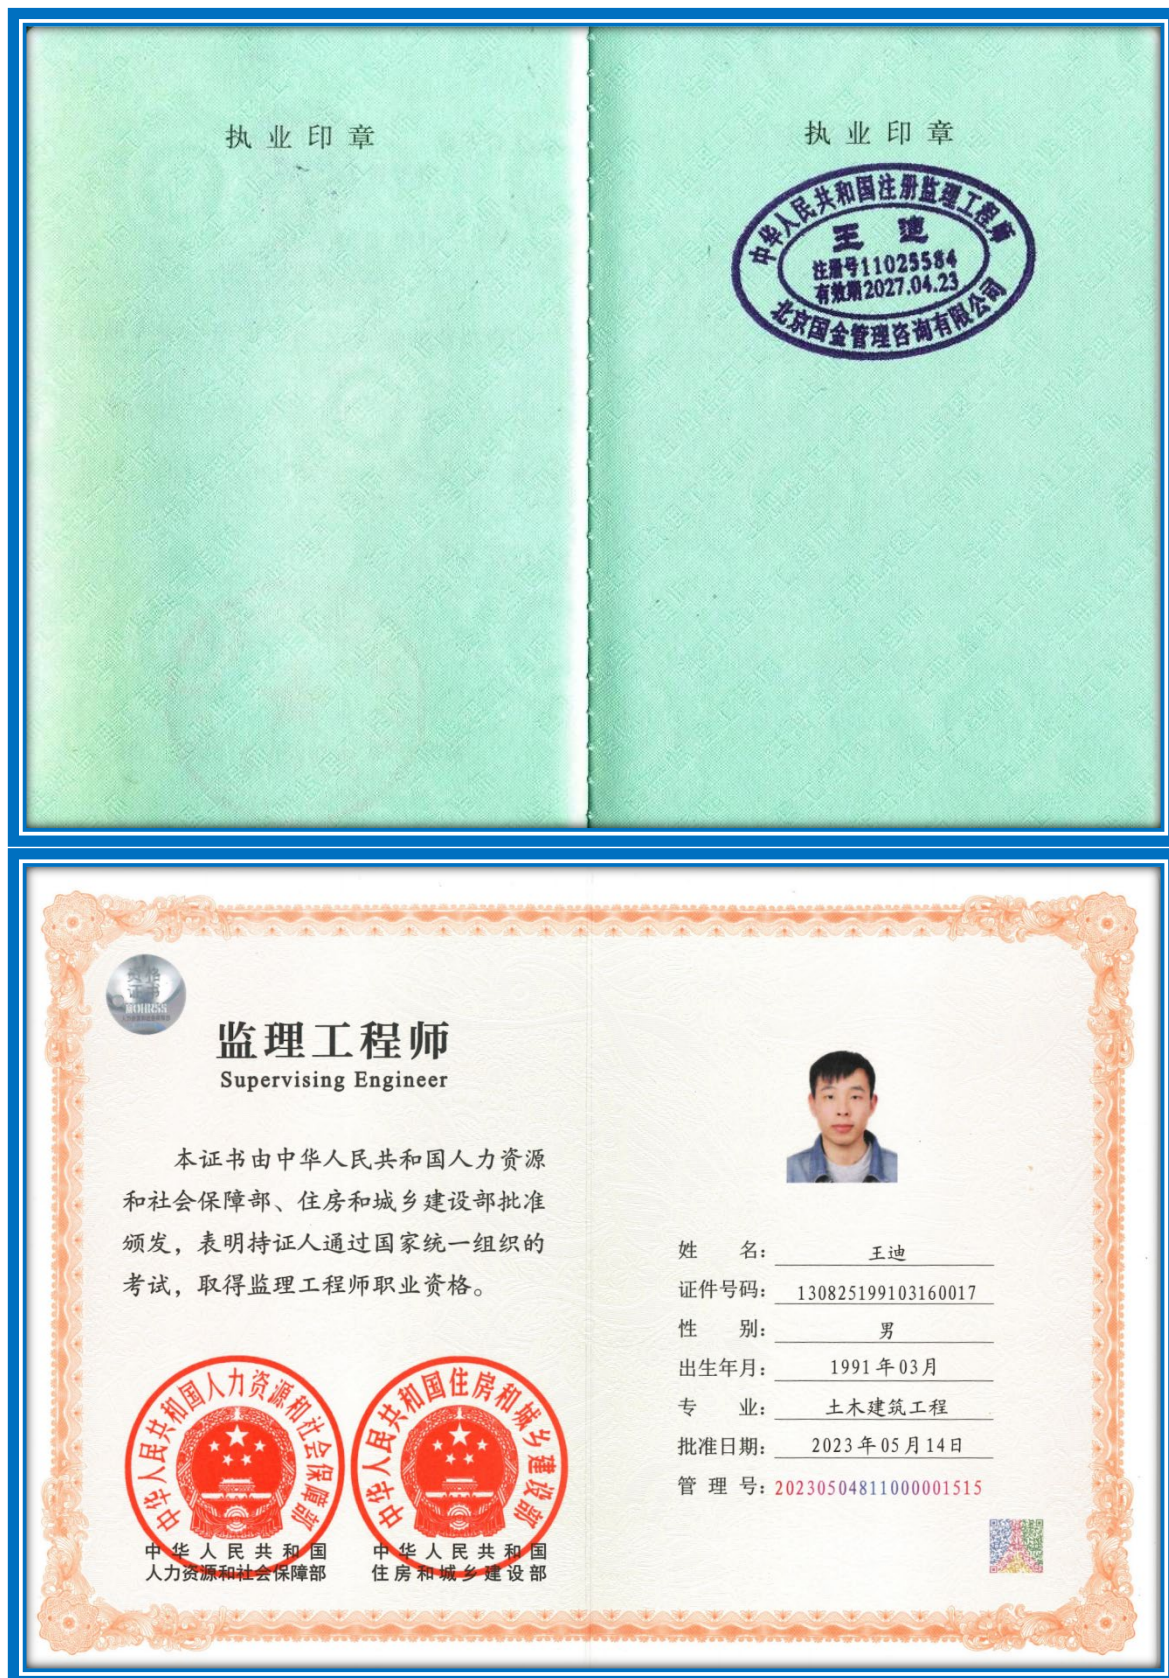 执业印章
执业印章
中华人民共和国注册监理工程师
王迪
注册号11025584
有效期2027.04.23
北京国金管理咨询有限公司
资格
证书
MOHRSS
监理工程师
Supervising Engineer
本证书由中华人民共和国人力资源
和社会保障部、住房和城乡建设部批准
颁发，表明持证人通过国家统一组织的
考试，取得监理工程师职业资格。
中华人民共和国人力资源和社会保障部
中华人民共和国
人力资源和社会保障部
中华人民共和国住房和城乡建设部
中华人民共和国
住房和城乡建设部
姓 名： 王迪
证件号码： 130825199103160017
性 别： 男
出生年月： 1991年03月
专 业： 土木建筑工程
批准日期： 2023年05月14日
管 理 号： 20230504811000001515